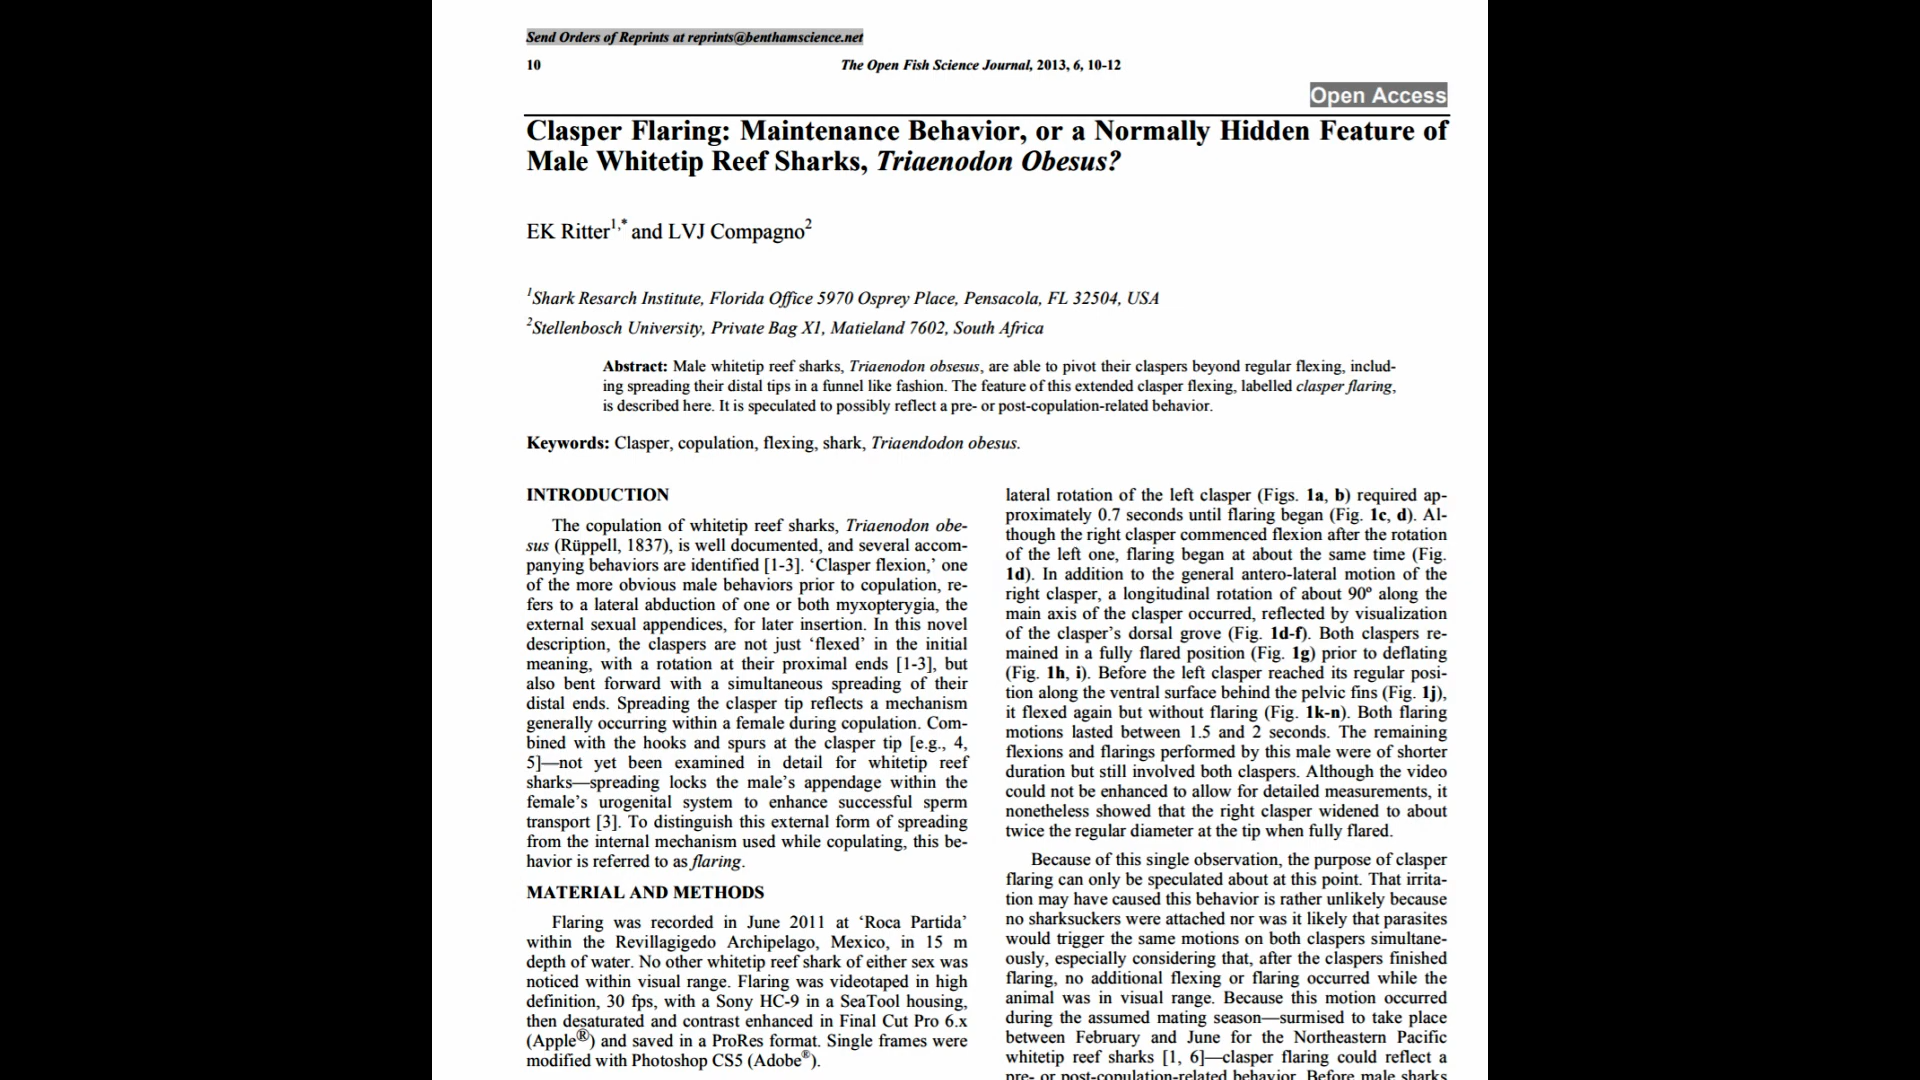 Send Orders of Reprints at reprints@benthamscience.net
10 The Open Fish Science Journal, 2013, 6, 10-12
Open Access
Clasper Flaring: Maintenance Behavior, or a Normally Hidden Feature of
Male Whitetip Reef Sharks, Triaenodon Obesus?
EK Ritter1,* and LVJ Compagno2
1Shark Resarch Institute, Florida Office 5970 Osprey Place, Pensacola, FL 32504, USA
2Stellenbosch University, Private Bag X1, Matieland 7602, South Africa
Abstract: Male whitetip reef sharks, Triaenodon obsesus, are able to pivot their claspers beyond regular flexing, includ-
ing spreading their distal tips in a funnel like fashion. The feature of this extended clasper flexing, labelled clasper flaring,
is described here. It is speculated to possibly reflect a pre- or post-copulation-related behavior.
Keywords: Clasper, copulation, flexing, shark, Triaendodon obesus.
INTRODUCTION
The copulation of whitetip reef sharks, Triaenodon obe-
sus (Rüppell, 1837), is well documented, and several accom-
panying behaviors are identified [1-3]. ‘Clasper flexion,’ one
of the more obvious male behaviors prior to copulation, re-
fers to a lateral abduction of one or both myxopterygia, the
external sexual appendices, for later insertion. In this novel
description, the claspers are not just ‘flexed’ in the initial
meaning, with a rotation at their proximal ends [1-3], but
also bent forward with a simultaneous spreading of their
distal ends. Spreading the clasper tip reflects a mechanism
generally occurring within a female during copulation. Com-
bined with the hooks and spurs at the clasper tip [e.g., 4,
5]—not yet been examined in detail for whitetip reef
sharks—spreading locks the male’s appendage within the
female’s urogenital system to enhance successful sperm
transport [3]. To distinguish this external form of spreading
from the internal mechanism used while copulating, this be-
havior is referred to as flaring.
MATERIAL AND METHODS
Flaring was recorded in June 2011 at ‘Roca Partida’
within the Revillagigedo Archipelago, Mexico, in 15 m
depth of water. No other whitetip reef shark of either sex was
noticed within visual range. Flaring was videotaped in high
definition, 30 fps, with a Sony HC-9 in a SeaTool housing,
then desaturated and contrast enhanced in Final Cut Pro 6.x
(Apple®) and saved in a ProRes format. Single frames were
modified with Photoshop CS5 (Adobe®).
lateral rotation of the left clasper (Figs. 1a, b) required ap-
proximately 0.7 seconds until flaring began (Fig. 1c, d). Al-
though the right clasper commenced flexion after the rotation
of the left one, flaring began at about the same time (Fig.
1d). In addition to the general antero-lateral motion of the
right clasper, a longitudinal rotation of about 90º along the
main axis of the clasper occurred, reflected by visualization
of the clasper’s dorsal grove (Fig. 1d-f). Both claspers re-
mained in a fully flared position (Fig. 1g) prior to deflating
(Fig. 1h, i). Before the left clasper reached its regular posi-
tion along the ventral surface behind the pelvic fins (Fig. 1j),
it flexed again but without flaring (Fig. 1k-n). Both flaring
motions lasted between 1.5 and 2 seconds. The remaining
flexions and flarings performed by this male were of shorter
duration but still involved both claspers. Although the video
could not be enhanced to allow for detailed measurements, it
nonetheless showed that the right clasper widened to about
twice the regular diameter at the tip when fully flared.
Because of this single observation, the purpose of clasper
flaring can only be speculated about at this point. That irrita-
tion may have caused this behavior is rather unlikely because
no sharksuckers were attached nor was it likely that parasites
would trigger the same motions on both claspers simultane-
ously, especially considering that, after the claspers finished
flaring, no additional flexing or flaring occurred while the
animal was in visual range. Because this motion occurred
during the assumed mating season—surmised to take place
between February and June for the Northeastern Pacific
whitetip reef sharks [1, 6]—clasper flaring could reflect a
pre- or post-copulation-related behavior. Before male sharks